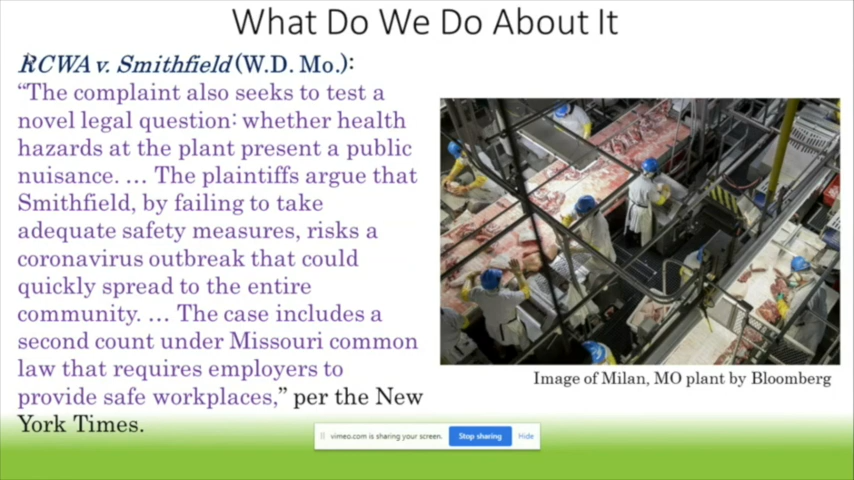 What Do We Do About It
RCWA v. Smithfield (W.D. Mo.):
“The complaint also seeks to test a
novel legal question: whether health
hazards at the plant present a public
nuisance. … The plaintiffs argue that
Smithfield, by failing to take
adequate safety measures, risks a
coronavirus outbreak that could
quickly spread to the entire
community. … The case includes a
second count under Missouri common
law that requires employers to
provide safe workplaces,” per the New
York Times.
Image of Milan, MO plant by Bloomberg
vimeo.com is sharing your screen.
Stop sharing
Hide